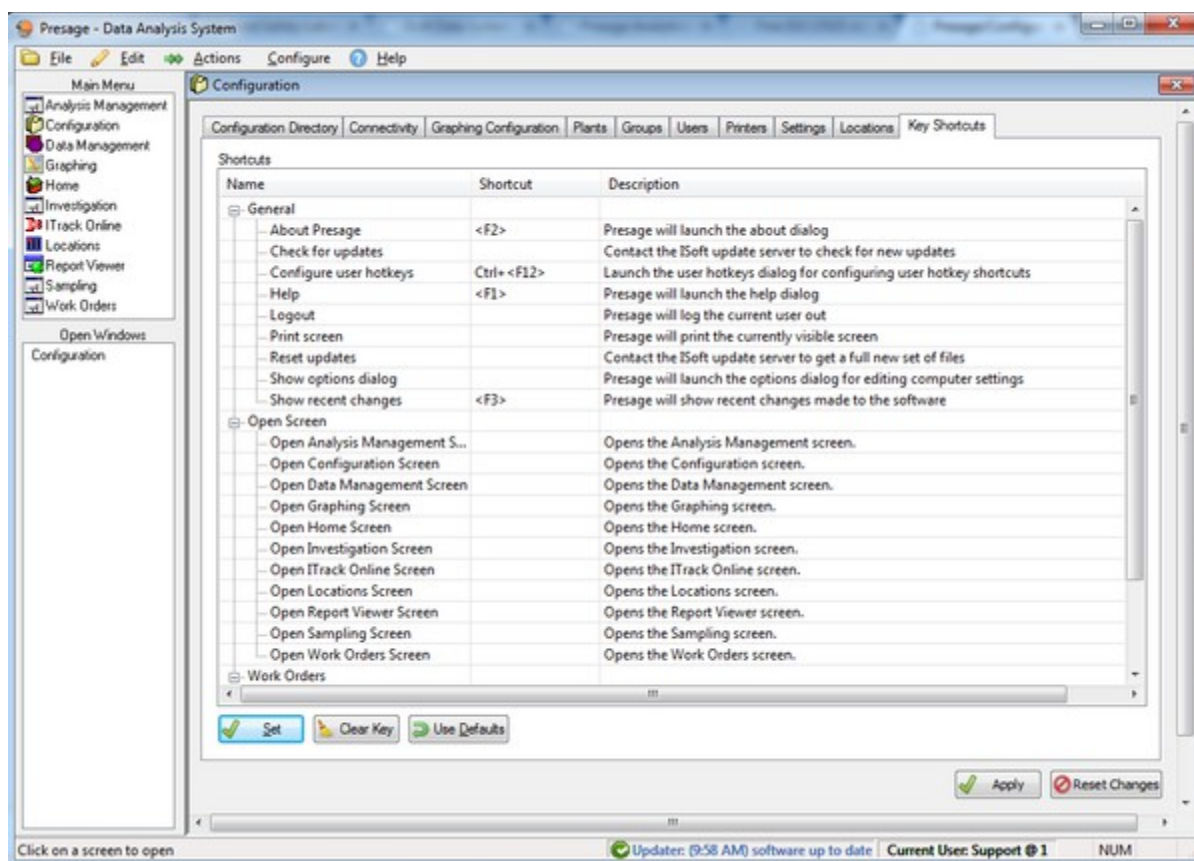 Presage - Data Analysis System
File Edit Actions Configure Help
Main Menu
Analysis Management
Configuration
Data Management
Graphing
Home
Investigation
ITrack Online
Locations
Report Viewer
Sampling
Work Orders
Open Windows
Configuration
Configuration
Configuration Directory Connectivity Graphing Configuration Plants Groups Users Printers Settings Locations Key Shortcuts
Shortcuts
Name Shortcut Description
General
About Presage <F2> Presage will launch the about dialog
Check for updates Contact the ISoft update server to check for new updates
Configure user hotkeys Ctrl+<F12> Launch the user hotkeys dialog for configuring user hotkey shortcuts
Help <F1> Presage will launch the help dialog
Logout Presage will log the current user out
Print screen Presage will print the currently visible screen
Reset updates Contact the ISoft update server to get a full new set of files
Show options dialog Presage will launch the options dialog for editing computer settings
Show recent changes <F3> Presage will show recent changes made to the software
Open Screen
Open Analysis Management S... Opens the Analysis Management screen.
Open Configuration Screen Opens the Configuration screen.
Open Data Management Screen Opens the Data Management screen.
Open Graphing Screen Opens the Graphing screen.
Open Home Screen Opens the Home screen.
Open Investigation Screen Opens the Investigation screen.
Open ITrack Online Screen Opens the ITrack Online screen.
Open Locations Screen Opens the Locations screen.
Open Report Viewer Screen Opens the Report Viewer screen.
Open Sampling Screen Opens the Sampling screen.
Open Work Orders Screen Opens the Work Orders screen.
Work Orders
Set Clear Key Use Defaults
Apply Reset Changes
Click on a screen to open Updater: (9:58 AM) software up to date Current User: Support @ 1 NUM